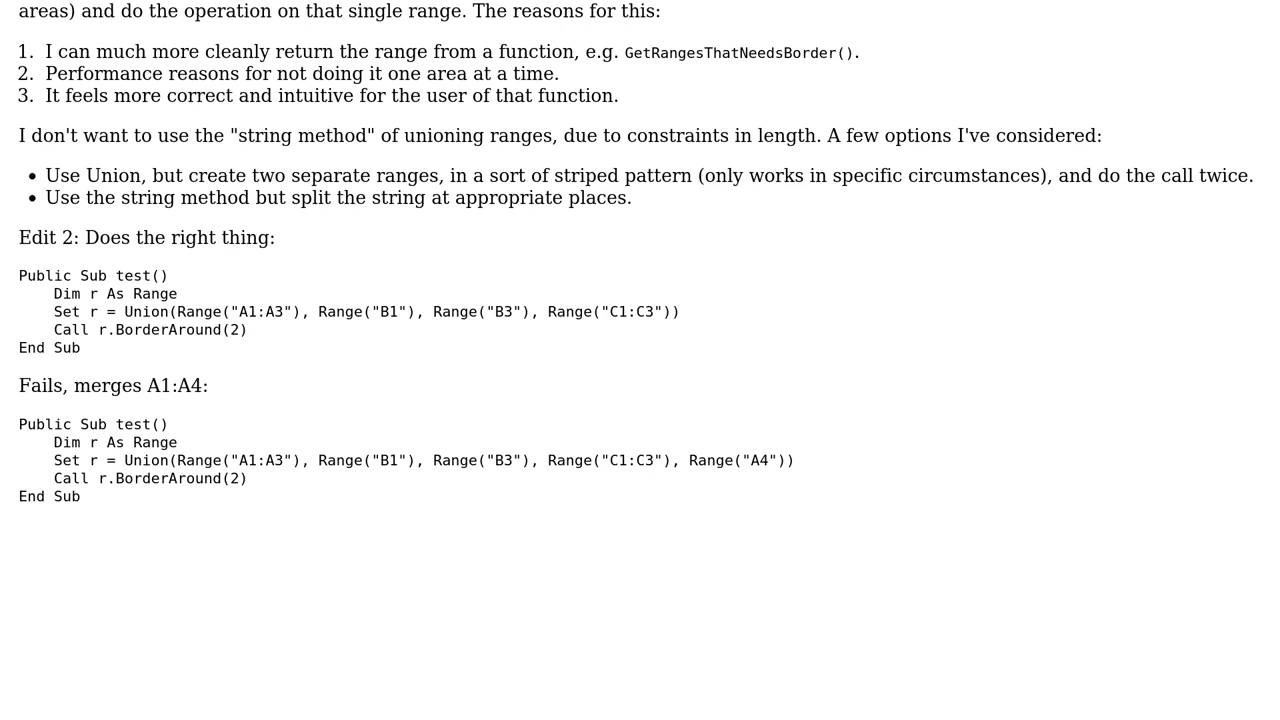 areas) and do the operation on that single range. The reasons for this:
1. I can much more cleanly return the range from a function, e.g. GetRangesThatNeedsBorder().
2. Performance reasons for not doing it one area at a time.
3. It feels more correct and intuitive for the user of that function.
I don't want to use the "string method" of unioning ranges, due to constraints in length. A few options I've considered:
• Use Union, but create two separate ranges, in a sort of striped pattern (only works in specific circumstances), and do the call twice.
• Use the string method but split the string at appropriate places.
Edit 2: Does the right thing:
Public Sub test()
    Dim r As Range
    Set r = Union(Range("A1:A3"), Range("B1"), Range("B3"), Range("C1:C3"))
    Call r.BorderAround(2)
End Sub
Fails, merges A1:A4:
Public Sub test()
    Dim r As Range
    Set r = Union(Range("A1:A3"), Range("B1"), Range("B3"), Range("C1:C3"), Range("A4"))
    Call r.BorderAround(2)
End Sub